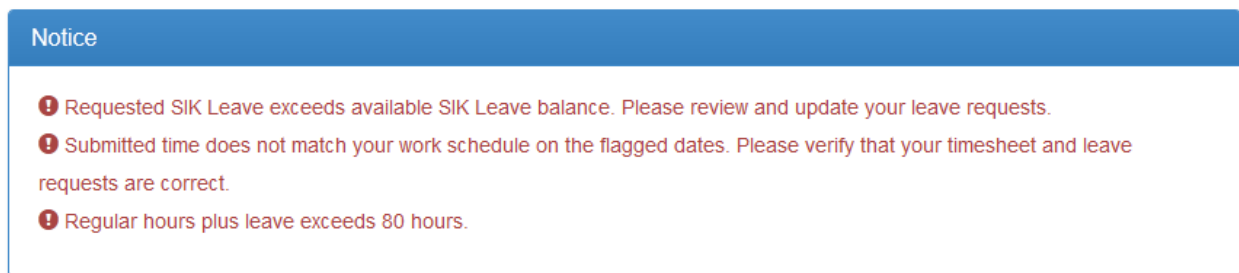 Notice
Requested SIK Leave exceeds available SIK Leave balance. Please review and update your leave requests.
Submitted time does not match your work schedule on the flagged dates. Please verify that your timesheet and leave
requests are correct.
Regular hours plus leave exceeds 80 hours.